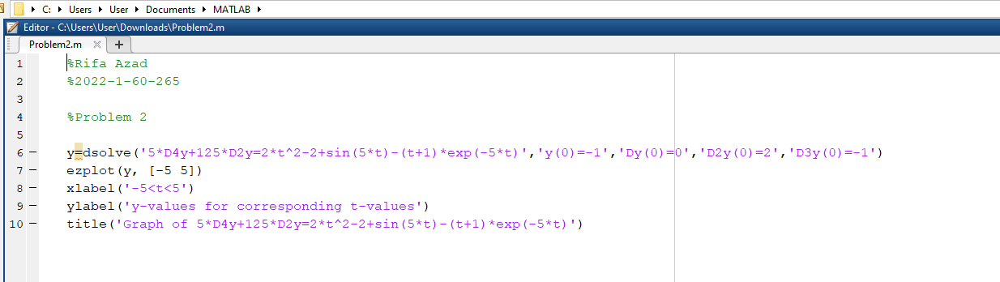 C: Users User Documents MATLAB
Editor - C:\Users\User\Downloads\Problem2.m
Problem2.m × +
1 %Rifa Azad
2 %2022-1-60-265
3
4 %Problem 2
5
6 — y=dsolve('5*D4y+125*D2y=2*t^2-2+sin(5*t)-(t+1)*exp(-5*t)','y(0)=-1','Dy(0)=0','D2y(0)=2','D3y(0)=-1')
7 — ezplot(y, [-5 5])
8 — xlabel('-5<t<5')
9 — ylabel('y-values for corresponding t-values')
10 — title('Graph of 5*D4y+125*D2y=2*t^2-2+sin(5*t)-(t+1)*exp(-5*t)')